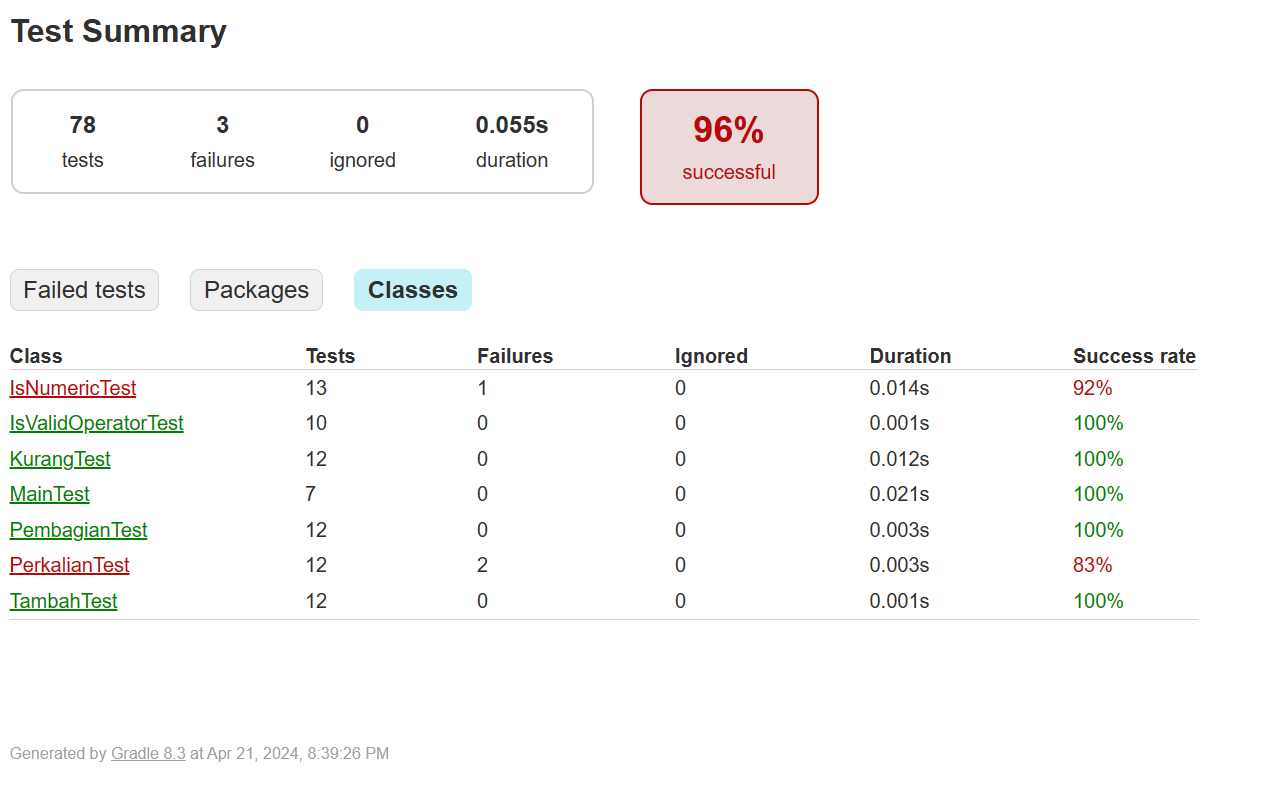 Test Summary
78 3 0 0.055s
tests failures ignored duration
96%
successful
Failed tests Packages Classes
Class Tests Failures Ignored Duration Success rate
IsNumericTest 13 1 0 0.014s 92%
IsValidOperatorTest 10 0 0 0.001s 100%
KurangTest 12 0 0 0.012s 100%
MainTest 7 0 0 0.021s 100%
PembagianTest 12 0 0 0.003s 100%
PerkalianTest 12 2 0 0.003s 83%
TambahTest 12 0 0 0.001s 100%
Generated by Gradle 8.3 at Apr 21, 2024, 8:39:26 PM